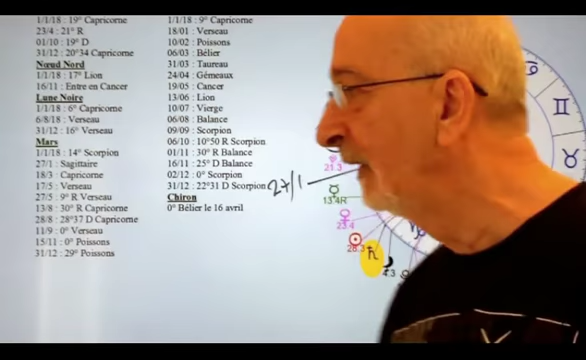 1/1/18 : 19° Capricorne
23/4 : 21° R
01/10 : 19° D
31/12 : 20°34 Capricorne
Nœud Nord
1/1/18 : 17° Lion
16/11 : Entre en Cancer
Lune Noire
1/1/18 : 6° Capricorne
6/8/18 : Verseau
31/12 : 16° Verseau
Mars
1/1/18 : 14° Scorpion
27/1 : Sagittaire
18/3 : Capricorne
17/5 : Verseau
27/5 : 9° R Verseau
13/8 : 30° R Capricorne
28/8 : 28°37 D Capricorne
11/9 : 0° Verseau
15/11 : 0° Poissons
31/12 : 29° Poissons
1/1/18 : 9° Capricorne
18/01 : Verseau
10/02 : Poissons
06/03 : Bélier
31/03 : Taureau
24/04 : Gémeaux
19/05 : Cancer
13/06 : Lion
10/07 : Vierge
06/08 : Balance
09/09 : Scorpion
06/10 : 10°50 R Scorpion
01/11 : 30° R Balance
16/11 : 25° D Balance
02/12 : 0° Scorpion
31/12 : 22°31 D Scorpion
Chiron
0° Bélier le 16 avril
27/1
21.3
13.4R
23.4
28.3
4.3